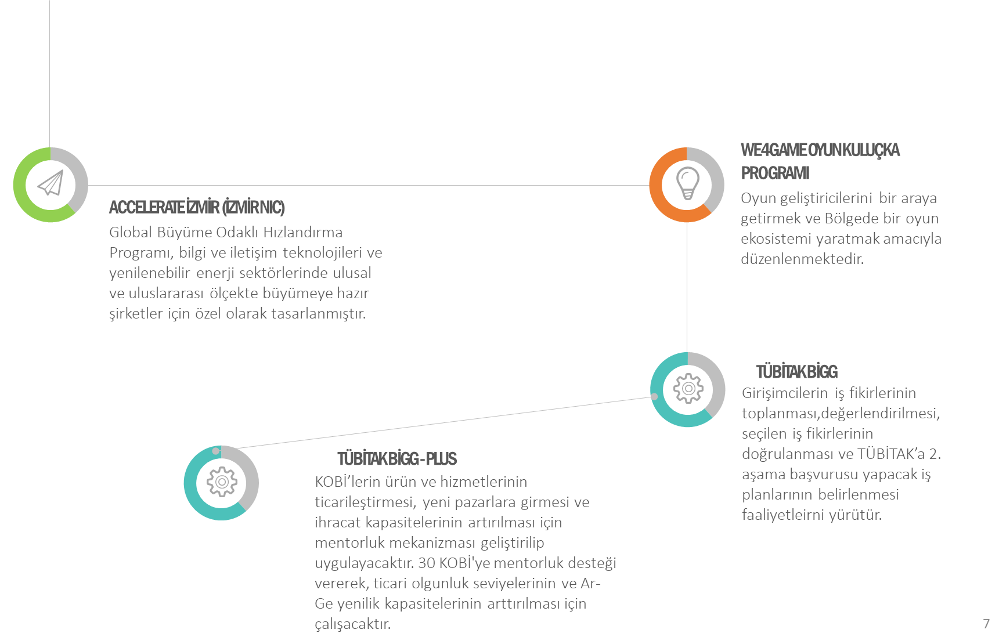 ACCELERATE İZMİR (İZMİR NIC)
Global Büyüme Odaklı Hızlandırma
Programı, bilgi ve iletişim teknolojileri ve
yenilenebilir enerji sektörlerinde ulusal
ve uluslararası ölçekte büyümeye hazır
şirketler için özel olarak tasarlanmıştır.
WE4GAME OYUN KULUÇKA
PROGRAMI
Oyun geliştiricilerini bir araya
getirmek ve Bölgede bir oyun
ekosistemi yaratmak amacıyla
düzenlenmektedir.
TÜBİTAK BİGG
Girişimcilerin iş fikirlerinin
toplanması,değerlendirilmesi,
seçilen iş fikirlerinin
doğrulanması ve TÜBİTAK’a 2.
aşama başvurusu yapacak iş
planlarının belirlenmesi
faaliyetleirni yürütür.
TÜBİTAK BİGG - PLUS
KOBİ’lerin ürün ve hizmetlerinin
ticarileştirmesi, yeni pazarlara girmesi ve
ihracat kapasitelerinin artırılması için
mentorluk mekanizması geliştirilip
uygulayacaktır. 30 KOBİ'ye mentorluk desteği
vererek, ticari olgunluk seviyelerinin ve Ar-
Ge yenilik kapasitelerinin arttırılması için
çalışacaktır.
7